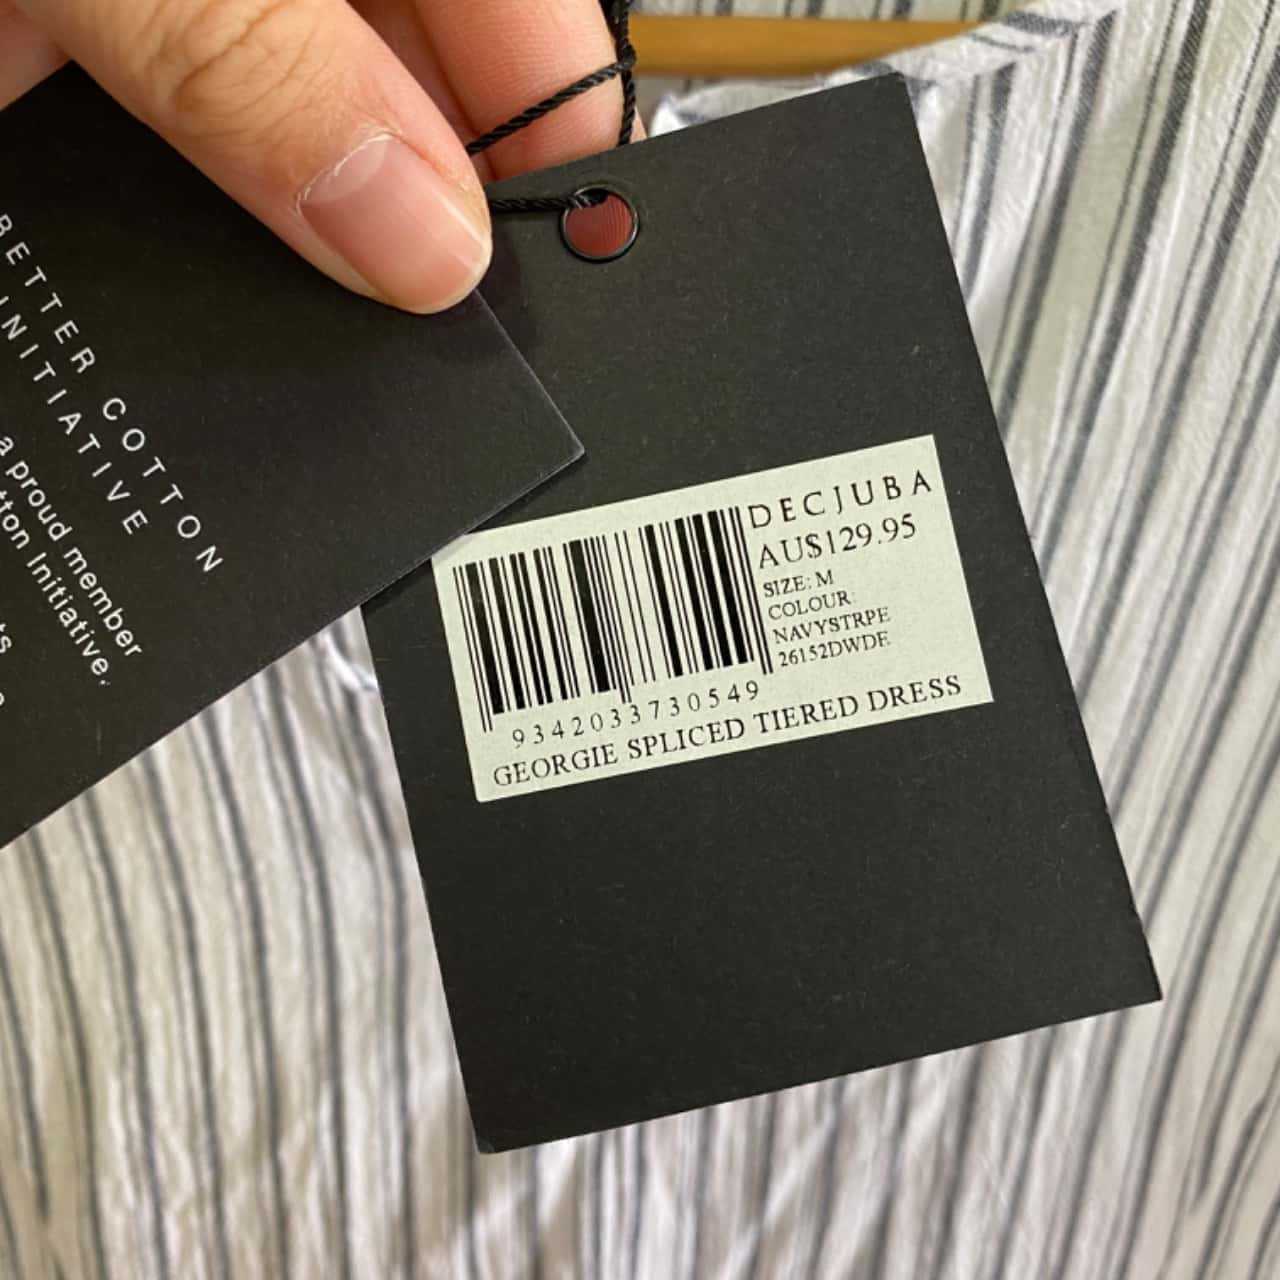 BETTER COTTON
INITIATIVE
a proud member
tton Initiative.
ts
DECJUBA
AU$129.95
SIZE: M
COLOUR:
NAVYSTRPE
26152DWDE
9342033730549
GEORGIE SPLICED TIERED DRESS